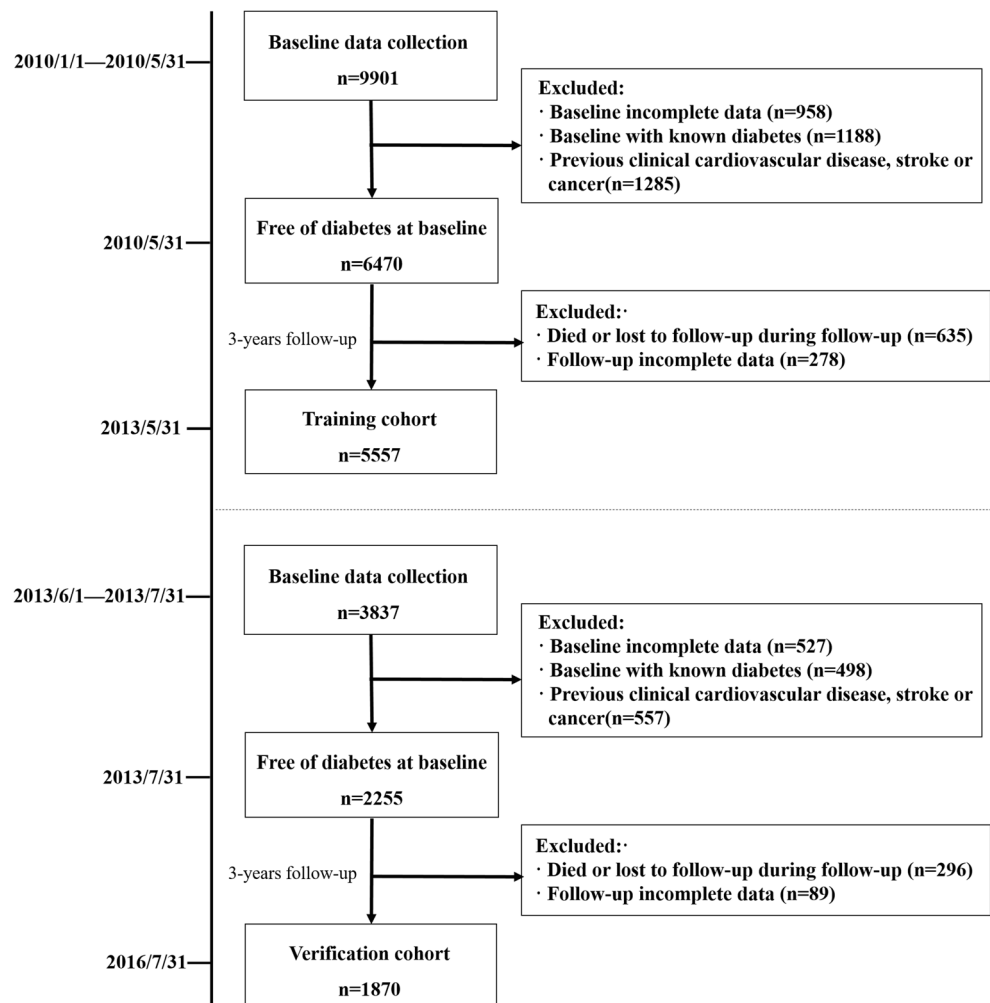 2010/1/1—2010/5/31
Baseline data collection
n=9901
Excluded:
· Baseline incomplete data (n=958)
· Baseline with known diabetes (n=1188)
· Previous clinical cardiovascular disease, stroke or
cancer(n=1285)
2010/5/31
Free of diabetes at baseline
n=6470
3-years follow-up
Excluded:·
· Died or lost to follow-up during follow-up (n=635)
· Follow-up incomplete data (n=278)
2013/5/31
Training cohort
n=5557
2013/6/1—2013/7/31
Baseline data collection
n=3837
Excluded:
· Baseline incomplete data (n=527)
· Baseline with known diabetes (n=498)
· Previous clinical cardiovascular disease, stroke or
cancer(n=557)
2013/7/31
Free of diabetes at baseline
n=2255
3-years follow-up
Excluded:·
· Died or lost to follow-up during follow-up (n=296)
· Follow-up incomplete data (n=89)
2016/7/31
Verification cohort
n=1870